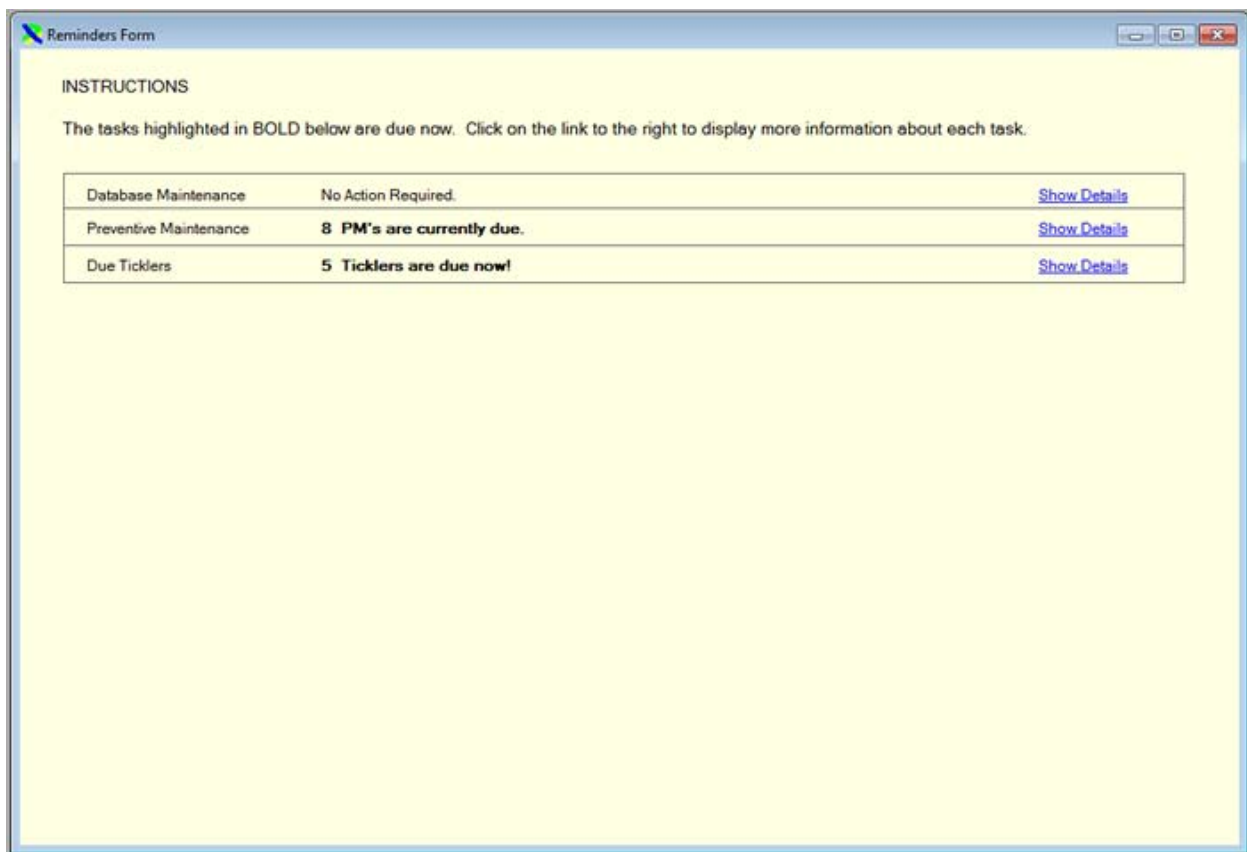 Reminders Form
INSTRUCTIONS
The tasks highlighted in BOLD below are due now.  Click on the link to the right to display more information about each task.
Database Maintenance No Action Required. Show Details
Preventive Maintenance 8 PM's are currently due. Show Details
Due Ticklers 5 Ticklers are due now! Show Details